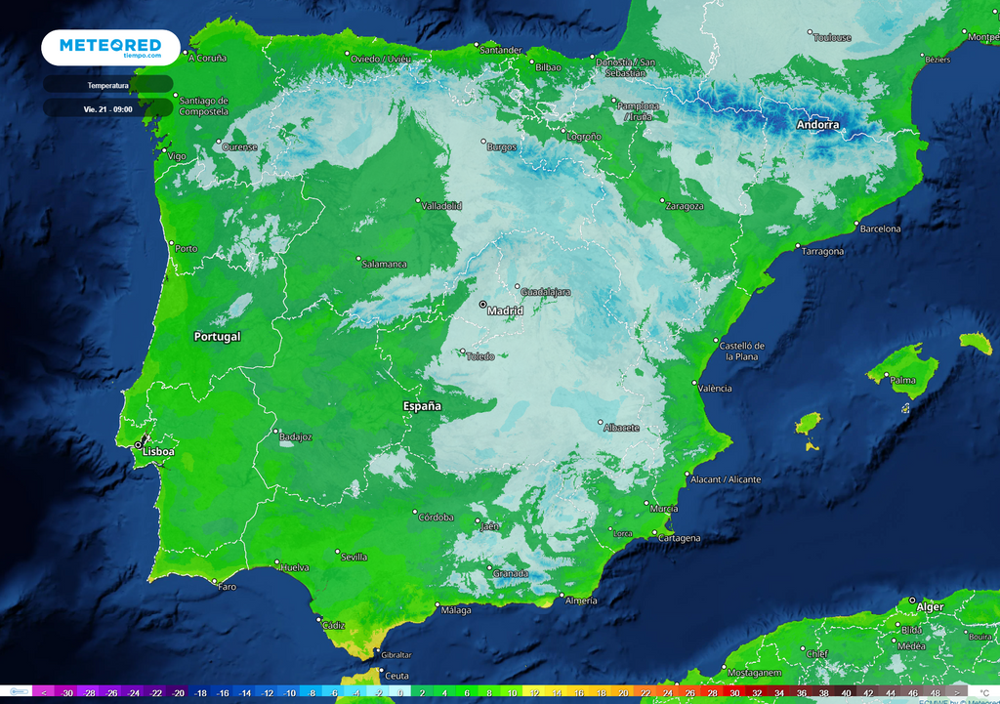 METEORED
tiempo.com
Temperatura
Vie. 21 - 09:00
Toulouse
Montpe
Béziers
A Coruña
Oviedo / Uviéu
Santander
Bilbao
Donostia / San
Sebastián
Santiago de
Compostela
Pamplona
/ Iruña
Andorra
Vigo
Ourense
Burgos
Logroño
Valladolid
Zaragoza
Barcelona
Porto
Salamanca
Tarragona
Guadalajara
Madrid
Portugal
Toledo
Castelló de
la Plana
Palma
València
España
Badajoz
Albacete
Lisboa
Alacant / Alicante
Córdoba
Jaén
Murcia
Lorca
Cartagena
Sevilla
Huelva
Granada
Faro
Almería
Málaga
Cádiz
Gibraltar
Ceuta
Alger
Blida
Bouira
Médéa
Chlef
Mostaganem
< -30 -28 -26 -24 -22 -20 -18 -16 -14 -12 -10 -8 -6 -4 -2 0 2 4 6 8 10 12 14 16 18 20 22 24 26 28 30 32 34 36 38 40 42 44 46 48 > °C